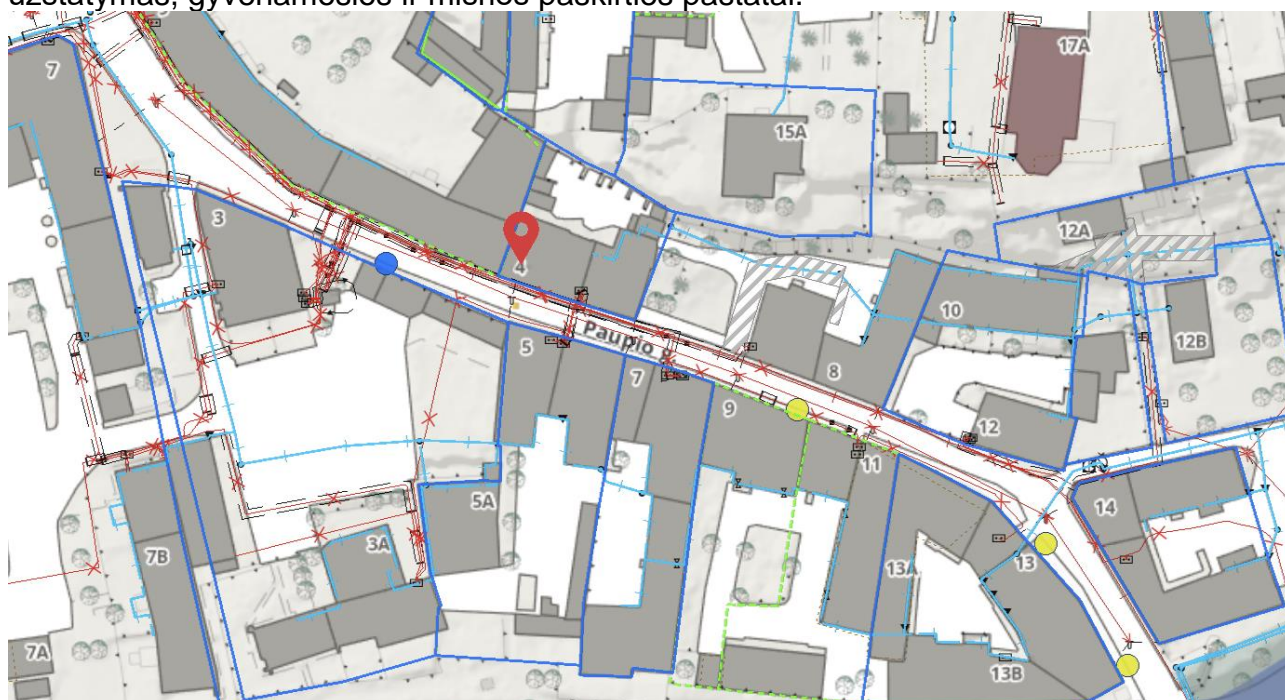 užstatymas, gyvenamosios ir mišrios paskirties pastatai.
7
17A
15A
3
12A
4
10
12B
5
Paupio g.
7
8
9
12
11
14
5A
3A
7B
13
13A
7A
13B